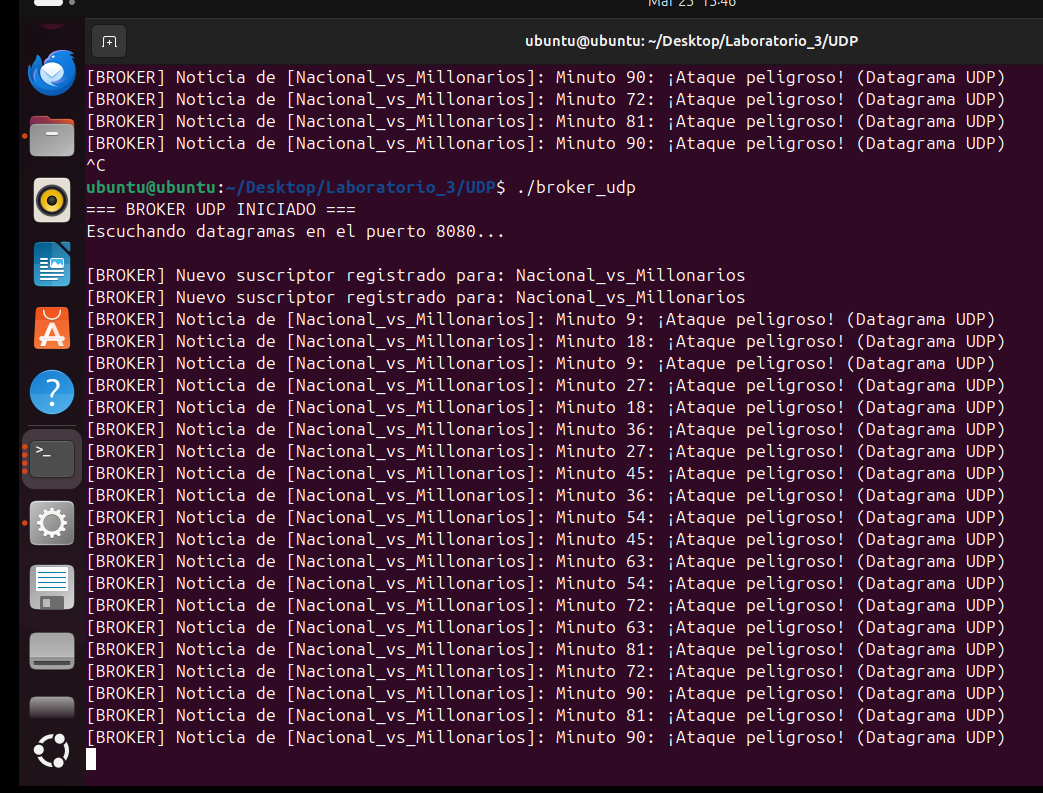 Mar 25 15:46
ubuntu@ubuntu: ~/Desktop/Laboratorio_3/UDP
[BROKER] Noticia de [Nacional_vs_Millonarios]: Minuto 90: ¡Ataque peligroso! (Datagrama UDP)
[BROKER] Noticia de [Nacional_vs_Millonarios]: Minuto 72: ¡Ataque peligroso! (Datagrama UDP)
[BROKER] Noticia de [Nacional_vs_Millonarios]: Minuto 81: ¡Ataque peligroso! (Datagrama UDP)
[BROKER] Noticia de [Nacional_vs_Millonarios]: Minuto 90: ¡Ataque peligroso! (Datagrama UDP)
^C
ubuntu@ubuntu:~/Desktop/Laboratorio_3/UDP$ ./broker_udp
=== BROKER UDP INICIADO ===
Escuchando datagramas en el puerto 8080...
[BROKER] Nuevo suscriptor registrado para: Nacional_vs_Millonarios
[BROKER] Nuevo suscriptor registrado para: Nacional_vs_Millonarios
[BROKER] Noticia de [Nacional_vs_Millonarios]: Minuto 9: ¡Ataque peligroso! (Datagrama UDP)
[BROKER] Noticia de [Nacional_vs_Millonarios]: Minuto 18: ¡Ataque peligroso! (Datagrama UDP)
[BROKER] Noticia de [Nacional_vs_Millonarios]: Minuto 9: ¡Ataque peligroso! (Datagrama UDP)
[BROKER] Noticia de [Nacional_vs_Millonarios]: Minuto 27: ¡Ataque peligroso! (Datagrama UDP)
[BROKER] Noticia de [Nacional_vs_Millonarios]: Minuto 18: ¡Ataque peligroso! (Datagrama UDP)
[BROKER] Noticia de [Nacional_vs_Millonarios]: Minuto 36: ¡Ataque peligroso! (Datagrama UDP)
[BROKER] Noticia de [Nacional_vs_Millonarios]: Minuto 27: ¡Ataque peligroso! (Datagrama UDP)
[BROKER] Noticia de [Nacional_vs_Millonarios]: Minuto 45: ¡Ataque peligroso! (Datagrama UDP)
[BROKER] Noticia de [Nacional_vs_Millonarios]: Minuto 36: ¡Ataque peligroso! (Datagrama UDP)
[BROKER] Noticia de [Nacional_vs_Millonarios]: Minuto 54: ¡Ataque peligroso! (Datagrama UDP)
[BROKER] Noticia de [Nacional_vs_Millonarios]: Minuto 45: ¡Ataque peligroso! (Datagrama UDP)
[BROKER] Noticia de [Nacional_vs_Millonarios]: Minuto 63: ¡Ataque peligroso! (Datagrama UDP)
[BROKER] Noticia de [Nacional_vs_Millonarios]: Minuto 54: ¡Ataque peligroso! (Datagrama UDP)
[BROKER] Noticia de [Nacional_vs_Millonarios]: Minuto 72: ¡Ataque peligroso! (Datagrama UDP)
[BROKER] Noticia de [Nacional_vs_Millonarios]: Minuto 63: ¡Ataque peligroso! (Datagrama UDP)
[BROKER] Noticia de [Nacional_vs_Millonarios]: Minuto 81: ¡Ataque peligroso! (Datagrama UDP)
[BROKER] Noticia de [Nacional_vs_Millonarios]: Minuto 72: ¡Ataque peligroso! (Datagrama UDP)
[BROKER] Noticia de [Nacional_vs_Millonarios]: Minuto 90: ¡Ataque peligroso! (Datagrama UDP)
[BROKER] Noticia de [Nacional_vs_Millonarios]: Minuto 81: ¡Ataque peligroso! (Datagrama UDP)
[BROKER] Noticia de [Nacional_vs_Millonarios]: Minuto 90: ¡Ataque peligroso! (Datagrama UDP)